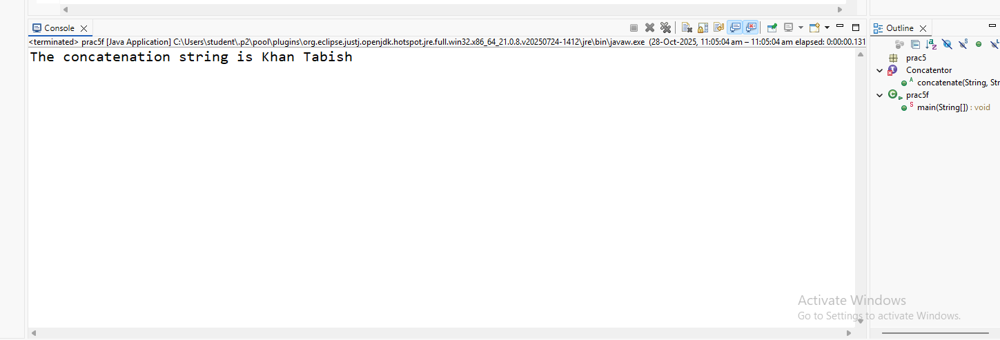 Console
<terminated> prac5f [Java Application] C:\Users\student\.p2\pool\plugins\org.eclipse.justj.openjdk.hotspot.jre.full.win32.x86_64_21.0.8.v20250724-1412\jre\bin\javaw.exe (28-Oct-2025, 11:05:04 am – 11:05:04 am elapsed: 0:00:00.131
The concatenation string is Khan Tabish
Outline
prac5
Concatentor
concatenate(String, Str
prac5f
main(String[]) : void
Activate Windows
Go to Settings to activate Windows.